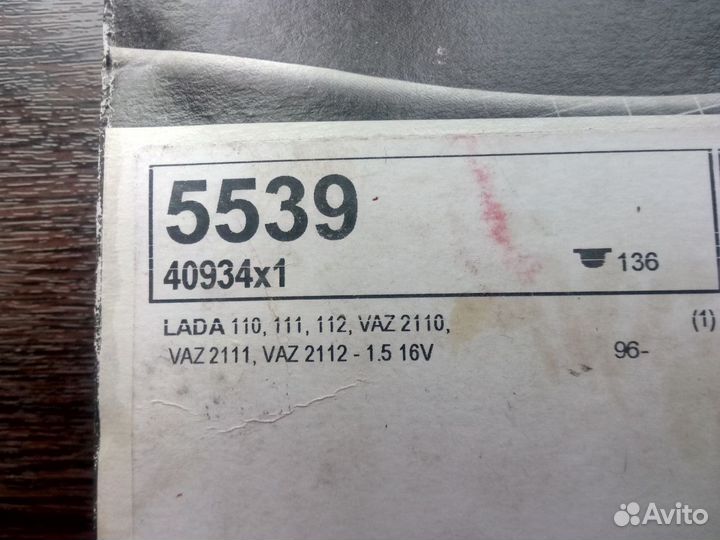 5539
40934x1
136
LADA 110, 111, 112, VAZ 2110,
(1)
VAZ 2111, VAZ 2112 - 1.5 16V
96-
Avito